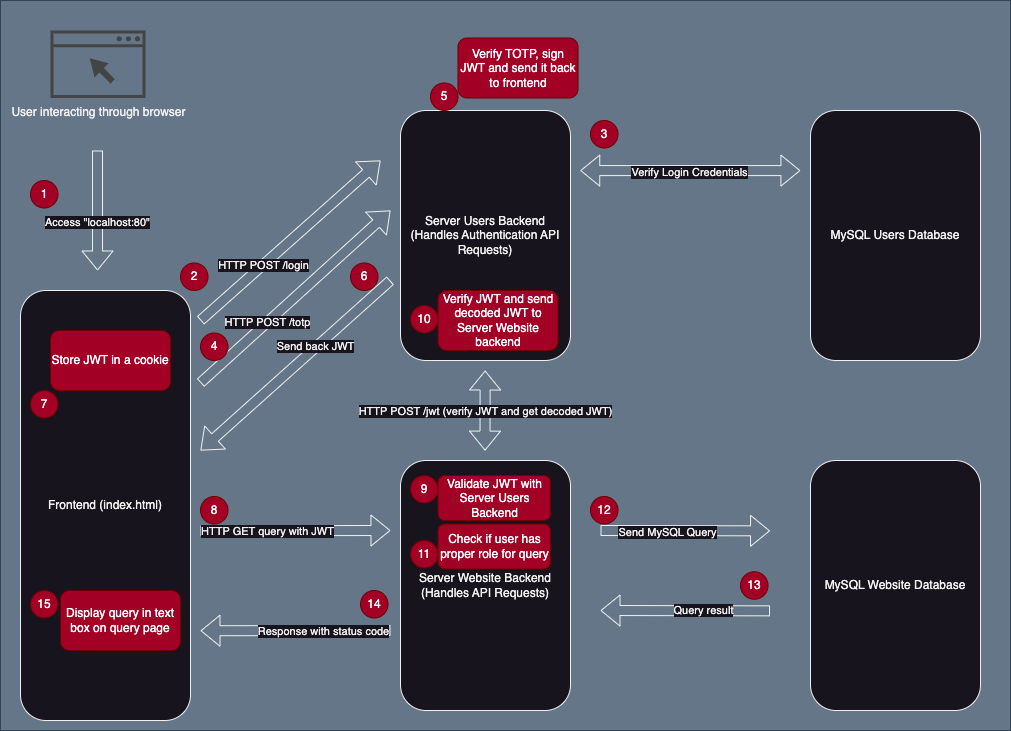 User interacting through browser
1
Access "localhost:80"
5
Verify TOTP, sign
JWT and send it back
to frontend
3
Verify Login Credentials
Server Users Backend
(Handles Authentication API
Requests)
MySQL Users Database
2
HTTP POST /login
6
4
HTTP POST /totp
Send back JWT
10
Verify JWT and send
decoded JWT to
Server Website
backend
Store JWT in a cookie
7
HTTP POST /jwt (verify JWT and get decoded JWT)
Frontend (index.html)
8
HTTP GET query with JWT
9
Validate JWT with
Server Users
Backend
11
Check if user has
proper role for query
Server Website Backend
(Handles API Requests)
12
Send MySQL Query
13
Query result
MySQL Website Database
14
Response with status code
15
Display query in text
box on query page